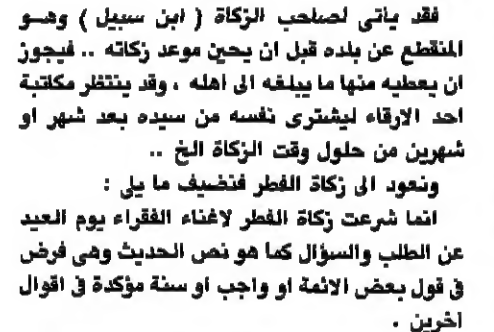 فقد يأتى لصاحب الزكاة ( ابن سبيل ) وهــو
المنقطع عن بلده قبل ان يحين موعد زكاته .. فيجوز
ان يعطيه منها ما يبلغه الى اهله ، وقد ينتظر مكاتبة
احد الارقاء ليشترى نفسه من سيده بعد شهر او
شهرين من حلول وقت الزكاة الخ ..
ونعود الى زكاة الفطر فنضيف ما يلى :
انما شرعت زكاة الفطر لاغناء الفقراء يوم العيد
عن الطلب والسؤال كما هو نص الحديث وهى فرض
فى قول بعض الائمة او واجب او سنة مؤكدة فى اقوال
اخرين .